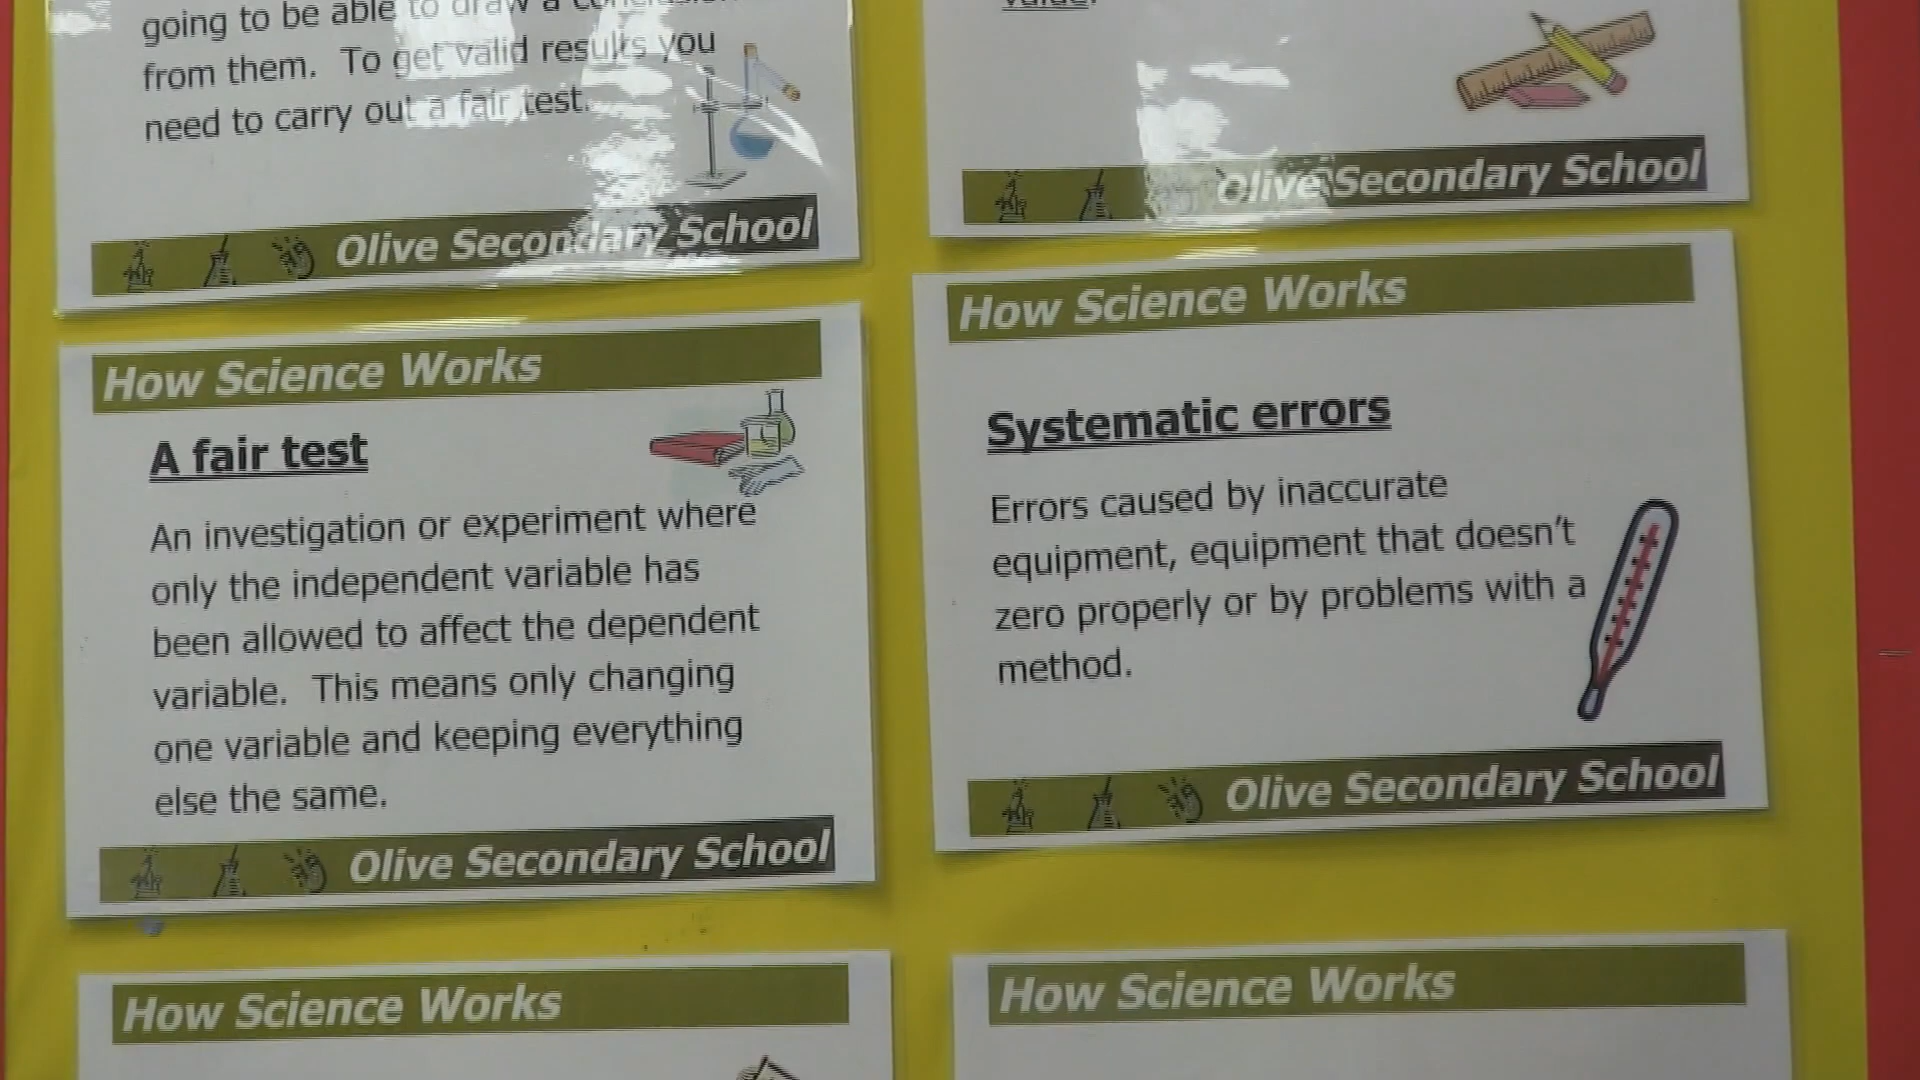 going to be able to draw a
from them. To get valid results you
need to carry out a fair test.
Olive Secondary School
value.
Olive Secondary School
How Science Works
A fair test
An investigation or experiment where
only the independent variable has
been allowed to affect the dependent
variable. This means only changing
one variable and keeping everything
else the same.
Olive Secondary School
How Science Works
Systematic errors
Errors caused by inaccurate
equipment, equipment that doesn't
zero properly or by problems with a
method.
Olive Secondary School
How Science Works
How Science Works